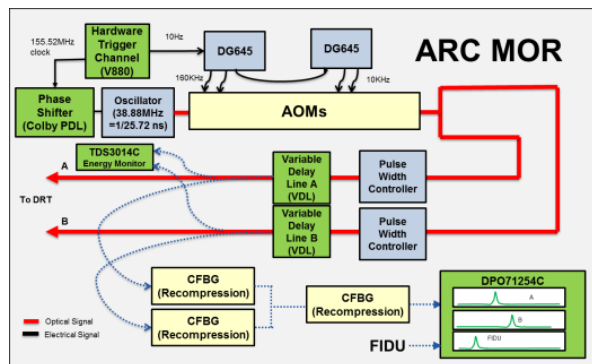 ARC MOR
155.52MHz
clock
Hardware
Trigger
Channel
(V880)
10Hz
DG645
DG645
160KHz
10KHz
Phase
Shifter
(Colby PDL)
Oscillator
(38.88MHz
=1/25.72 ns)
AOMs
TDS3014C
Energy Monitor
A
To DRT
B
Variable
Delay
Line A
(VDL)
Pulse
Width
Controller
Variable
Delay
Line B
(VDL)
Pulse
Width
Controller
CFBG
(Recompression)
CFBG
(Recompression)
CFBG
(Recompression)
DPO71254C
A
B
FIDU
FIDU
Optical Signal
Electrical Signal